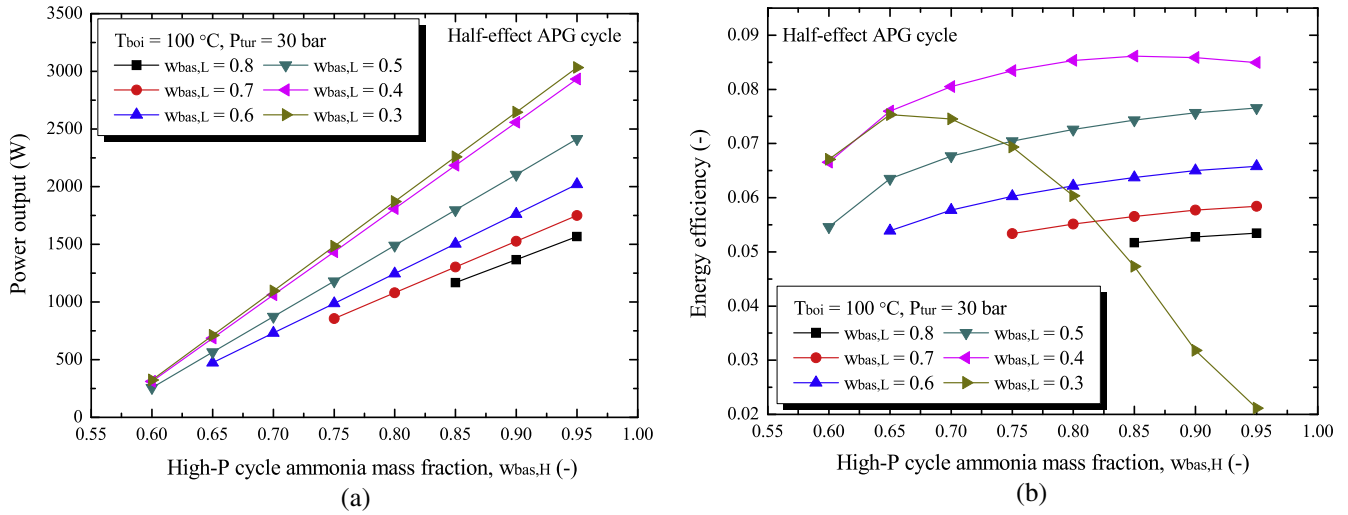 3500
3000
2500
2000
1500
1000
500
0
Power output (W)
Tboi = 100 °C, Ptur = 30 bar
wbas,L = 0.8
wbas,L = 0.5
wbas,L = 0.7
wbas,L = 0.4
wbas,L = 0.6
wbas,L = 0.3
Half-effect APG cycle
0.55 0.60 0.65 0.70 0.75 0.80 0.85 0.90 0.95 1.00
High-P cycle ammonia mass fraction, wbas,H (-)
(a)
0.09
0.08
0.07
0.06
0.05
0.04
0.03
0.02
Energy efficiency (-)
Half-effect APG cycle
Tboi = 100 °C, Ptur = 30 bar
wbas,L = 0.8
wbas,L = 0.5
wbas,L = 0.7
wbas,L = 0.4
wbas,L = 0.6
wbas,L = 0.3
0.55 0.60 0.65 0.70 0.75 0.80 0.85 0.90 0.95 1.00
High-P cycle ammonia mass fraction, wbas,H (-)
(b)